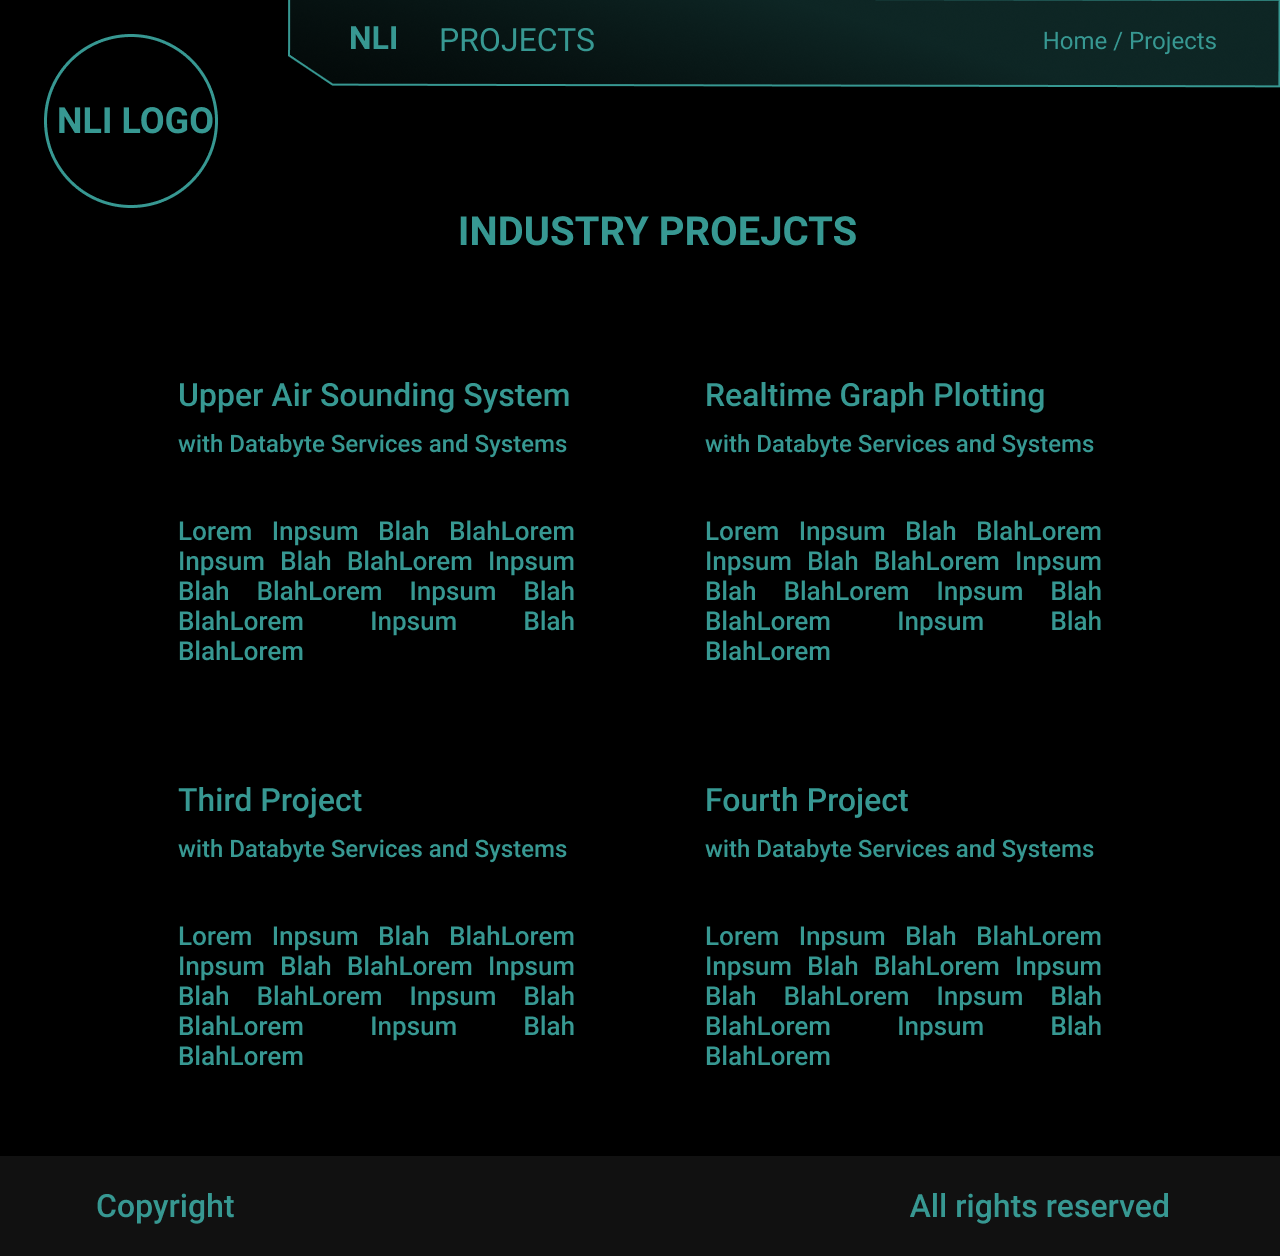 NLI PROJECTS Home / Projects
NLI LOGO
INDUSTRY PROEJCTS
Upper Air Sounding System
with Databyte Services and Systems
Lorem Inpsum Blah BlahLorem
Inpsum Blah BlahLorem Inpsum
Blah BlahLorem Inpsum Blah
BlahLorem Inpsum Blah
BlahLorem
Realtime Graph Plotting
with Databyte Services and Systems
Lorem Inpsum Blah BlahLorem
Inpsum Blah BlahLorem Inpsum
Blah BlahLorem Inpsum Blah
BlahLorem Inpsum Blah
BlahLorem
Third Project
with Databyte Services and Systems
Lorem Inpsum Blah BlahLorem
Inpsum Blah BlahLorem Inpsum
Blah BlahLorem Inpsum Blah
BlahLorem Inpsum Blah
BlahLorem
Fourth Project
with Databyte Services and Systems
Lorem Inpsum Blah BlahLorem
Inpsum Blah BlahLorem Inpsum
Blah BlahLorem Inpsum Blah
BlahLorem Inpsum Blah
BlahLorem
Copyright All rights reserved